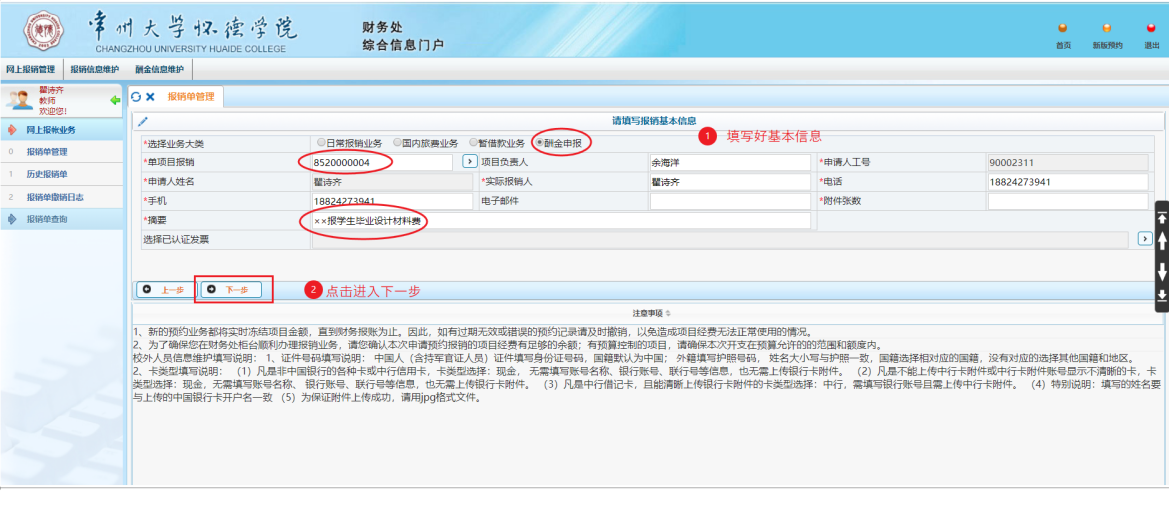 常州大学怀德学院
CHANGZHOU UNIVERSITY HUAIDE COLLEGE
财务处
综合信息门户
首页 新版预约 退出
网上报销管理 报销信息维护 酬金信息维护
翟诗齐
教师
欢迎您!
网上报帐业务
0 报销单管理
1 历史报销单
2 报销单撤销日志
报销单查询
报销单管理
请填写报销基本信息
1 填写好基本信息
*选择业务大类 日常报销业务 国内旅费业务 暂借款业务 酬金申报
*单项目报销 8520000004 项目负责人 余海洋 *申请人工号 90002311
*申请人姓名 翟诗齐 *实际报销人 翟诗齐 *电话 18824273941
*手机 18824273941 电子邮件 *附件张数
*摘要 ××报学生毕业设计材料费
选择已认证发票
上一步 下一步 2 点击进入下一步
注意事项
1、新的预约业务都将实时冻结项目金额，直到财务报账为止。因此，如有过期无效或错误的预约记录请及时撤销，以免造成项目经费无法正常使用的情况。
2、为了确保您在财务处柜台顺利办理报销业务，请您确认本次申请预约报销的项目经费有足够的余额；有预算控制的项目，请确保本次开支在预算允许的的范围和额度内。
校外人员信息维护填写说明： 1、证件号码填写说明： 中国人（含持军官证人员）证件填写身份证号码，国籍默认为中国； 外籍填写护照号码， 姓名大小写与护照一致，国籍选择相对应的国籍，没有对应的选择其他国籍和地区。
2、卡类型填写说明： （1）凡是非中国银行的各种卡或中行信用卡，卡类型选择：现金， 无需填写账号名称、银行账号、联行号等信息，也无需上传银行卡附件。 （2）凡是不能上传中行卡附件或中行卡附件账号显示不清晰的卡，卡
类型选择：现金，无需填写账号名称、 银行账号、联行号等信息，也无需上传银行卡附件。 （3）凡是中行借记卡，且能清晰上传银行卡附件的卡类型选择：中行，需填写银行账号且需上传中行卡附件。 （4）特别说明：填写的姓名要
与上传的中国银行卡开户名一致 （5）为保证附件上传成功，请用jpg格式文件。